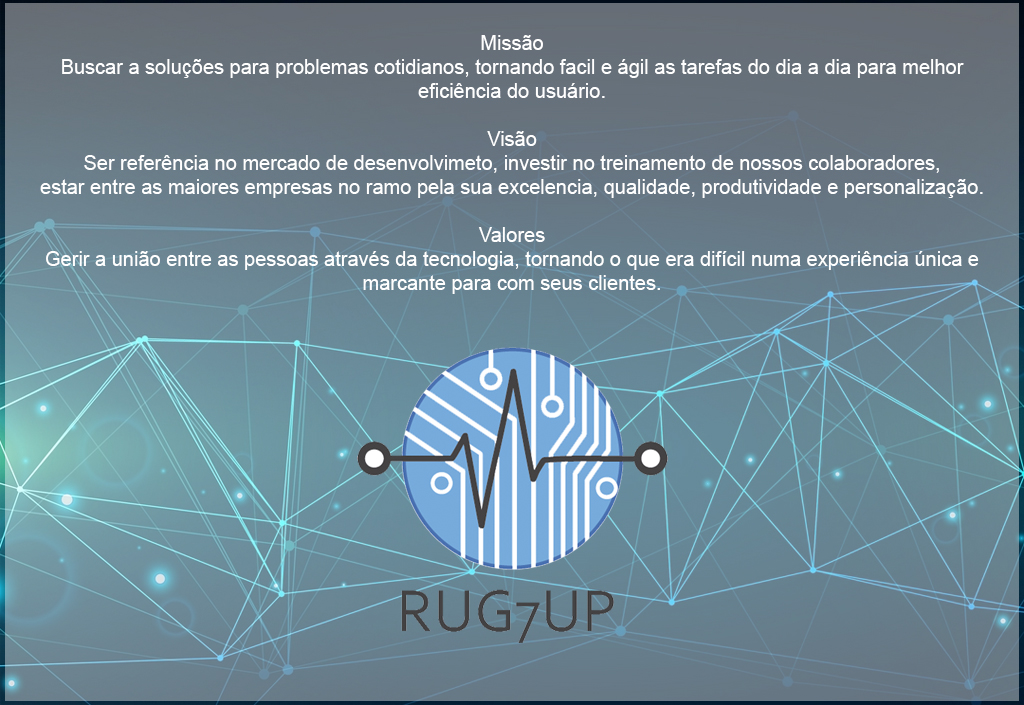 Missão
Buscar a soluções para problemas cotidianos, tornando facil e ágil as tarefas do dia a dia para melhor
eficiência do usuário.
Visão
Ser referência no mercado de desenvolvimeto, investir no treinamento de nossos colaboradores,
estar entre as maiores empresas no ramo pela sua excelencia, qualidade, produtividade e personalização.
Valores
Gerir a união entre as pessoas através da tecnologia, tornando o que era difícil numa experiência única e
marcante para com seus clientes.
RUG7UP